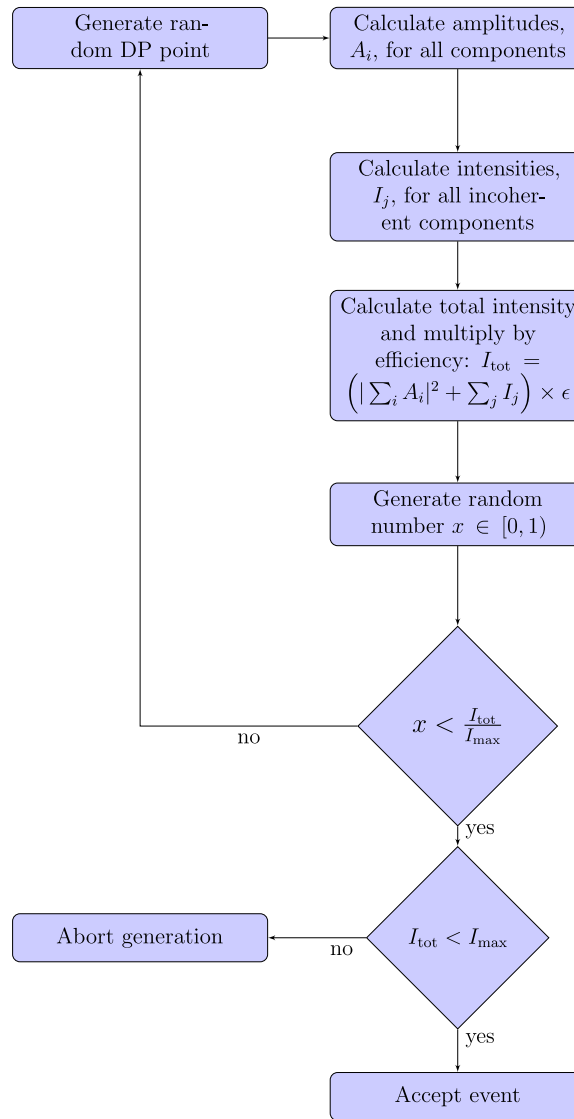 Generate ran-
dom DP point
Calculate amplitudes,
$A_i$, for all components
Calculate intensities,
$I_j$, for all incoher-
ent components
Calculate total intensity
and multiply by
efficiency: $I_{\text{tot}}$ =
$\left(|\sum_i A_i|^2 + \sum_j I_j\right) \times \epsilon$
Generate random
number $x \in [0, 1)$
$x < \frac{I_{\text{tot}}}{I_{\text{max}}}$
no
yes
$I_{\text{tot}} < I_{\text{max}}$
Abort generation
no
yes
Accept event